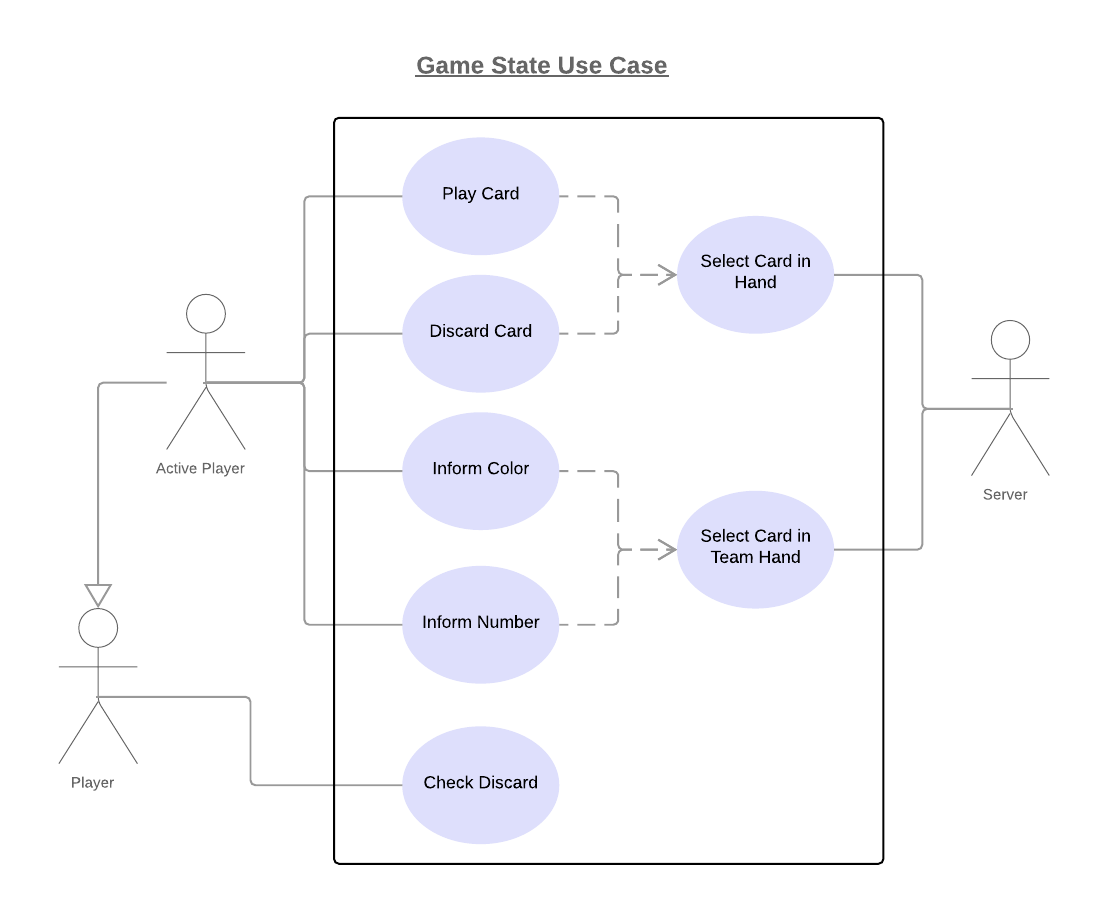 Game State Use Case
Play Card
Select Card in
Hand
Discard Card
Active Player
Inform Color
Server
Select Card in
Team Hand
Inform Number
Player
Check Discard